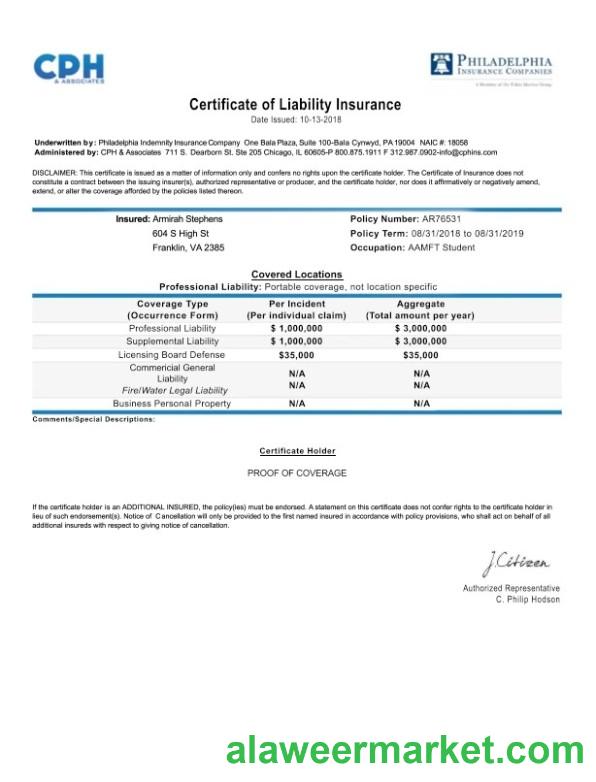 CPH
& ASSOCIATES
PHILADELPHIA
INSURANCE COMPANIES
A Member of the Tokio Marine Group
Certificate of Liability Insurance
Date Issued: 10-13-2018
Underwritten by: Philadelphia Indemnity Insurance Company One Bala Plaza, Suite 100-Bala Cynwyd, PA 19004 NAIC #: 18058
Administered by: CPH & Associates 711 S. Dearborn St. Ste 205 Chicago, IL 60605-P 800.875.1911 F 312.987.0902-info@cphins.com
DISCLAIMER: This certificate is issued as a matter of information only and confers no rights upon the certificate holder. The Certificate of Insurance does not
constitute a contract between the issuing insurer(s), authorized representative or producer, and the certificate holder, nor does it affirmatively or negatively amend,
extend, or alter the coverage afforded by the policies listed thereon.
Insured: Armirah Stephens
604 S High St
Franklin, VA 2385
Policy Number: AR76531
Policy Term: 08/31/2018 to 08/31/2019
Occupation: AAMFT Student
Covered Locations
Professional Liability: Portable coverage, not location specific
Coverage Type Per Incident Aggregate
(Occurrence Form) (Per individual claim) (Total amount per year)
Professional Liability $ 1,000,000 $ 3,000,000
Supplemental Liability $ 1,000,000 $ 3,000,000
Licensing Board Defense $35,000 $35,000
Commericial General
Liability N/A N/A
Fire/Water Legal Liability N/A N/A
Business Personal Property N/A N/A
Comments/Special Descriptions:
Certificate Holder
PROOF OF COVERAGE
If the certificate holder is an ADDITIONAL INSURED, the policy(ies) must be endorsed. A statement on this certificate does not confer rights to the certificate holder in
lieu of such endorsement(s). Notice of Cancellation will only be provided to the first named insured in accordance with policy provisions, who shall act on behalf of all
additional insureds with respect to giving notice of cancellation.
J.Citizen
Authorized Representative
C. Philip Hodson
alaweermarket.com